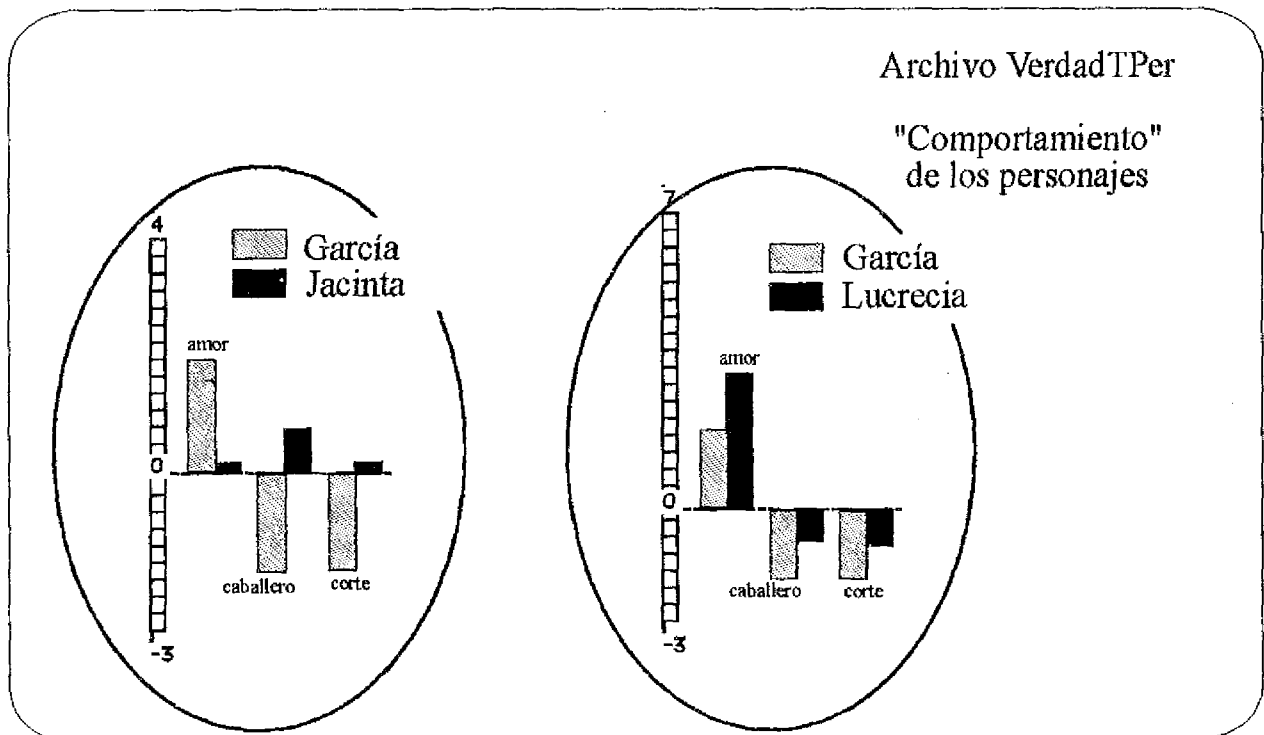 Archivo VerdadTPer
"Comportamiento"
de los personajes
4
García
Jacinta
amor
0
caballero
corte
-3
7
García
Lucrecia
amor
0
caballero
corte
-3